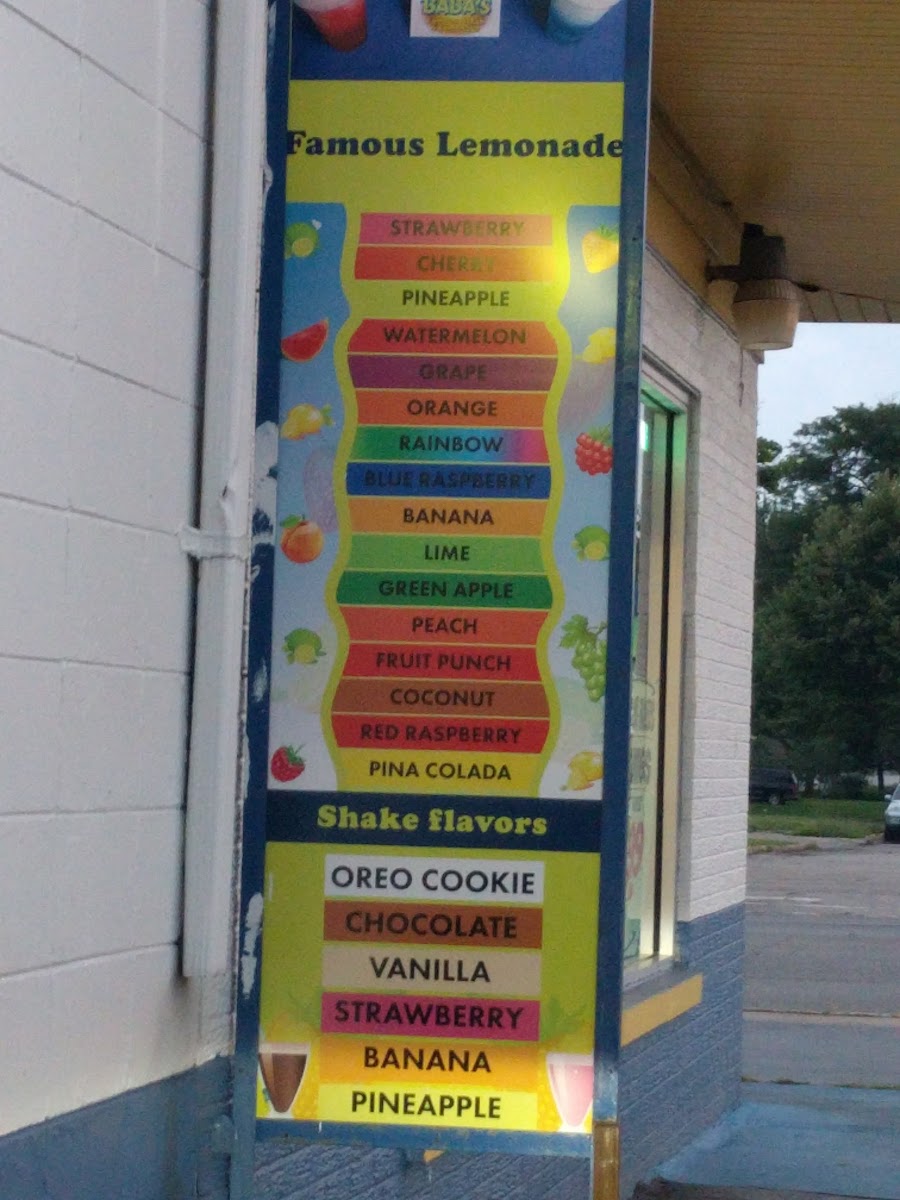 BABA'S
Famous Lemonade
STRAWBERRY
CHERRY
PINEAPPLE
WATERMELON
GRAPE
ORANGE
RAINBOW
BLUE RASPBERRY
BANANA
LIME
GREEN APPLE
PEACH
FRUIT PUNCH
COCONUT
RED RASPBERRY
PINA COLADA
Shake flavors
OREO COOKIE
CHOCOLATE
VANILLA
STRAWBERRY
BANANA
PINEAPPLE